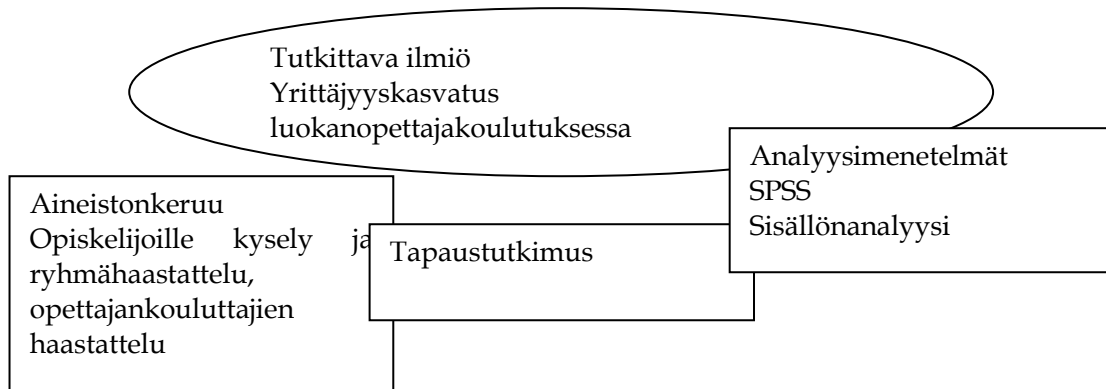 Tutkittava ilmiö
Yrittäjyyskasvatus
luokanopettajakoulutuksessa
Aineistonkeruu
Opiskelijoille kysely ja
ryhmähaastattelu,
opettajankouluttajien
haastattelu
Tapaustutkimus
Analyysimenetelmät
SPSS
Sisällönanalyysi